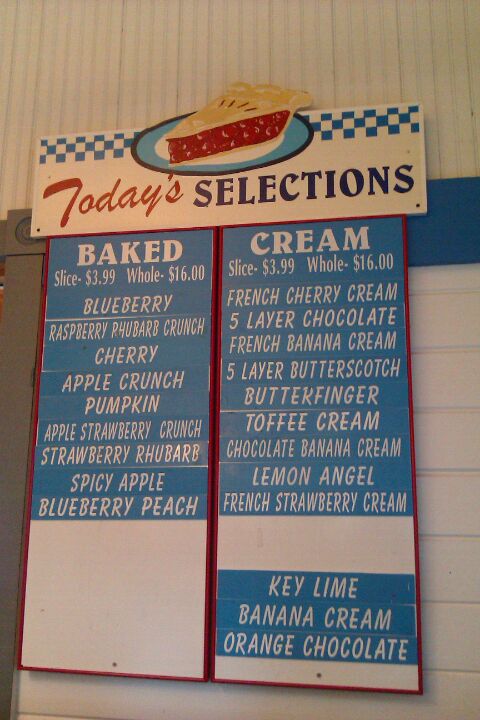 Today's SELECTIONS
BAKED
Slice- $3.99 Whole- $16.00
BLUEBERRY
RASPBERRY PHUBARB CRUNCH
CHERRY
APPLE CRUNCH
PUMPKIN
APPLE STRAWBERRY CRUNCH
STRAWBERRY RHUBARB
SPICY APPLE
BLUEBERRY PEACH
CREAM
Slice- $3.99 Whole- $16.00
FRENCH CHERRY CREAM
5 LAYER CHOCOLATE
FRENCH BANANA CREAM
5 LAYER BUTTERSCOTCH
BUTTERFINGER
TOFFEE CREAM
CHOCOLATE BANANA CREAM
LEMON ANGEL
FRENCH STRAWBERRY CREAM
KEY LIME
BANANA CREAM
ORANGE CHOCOLATE